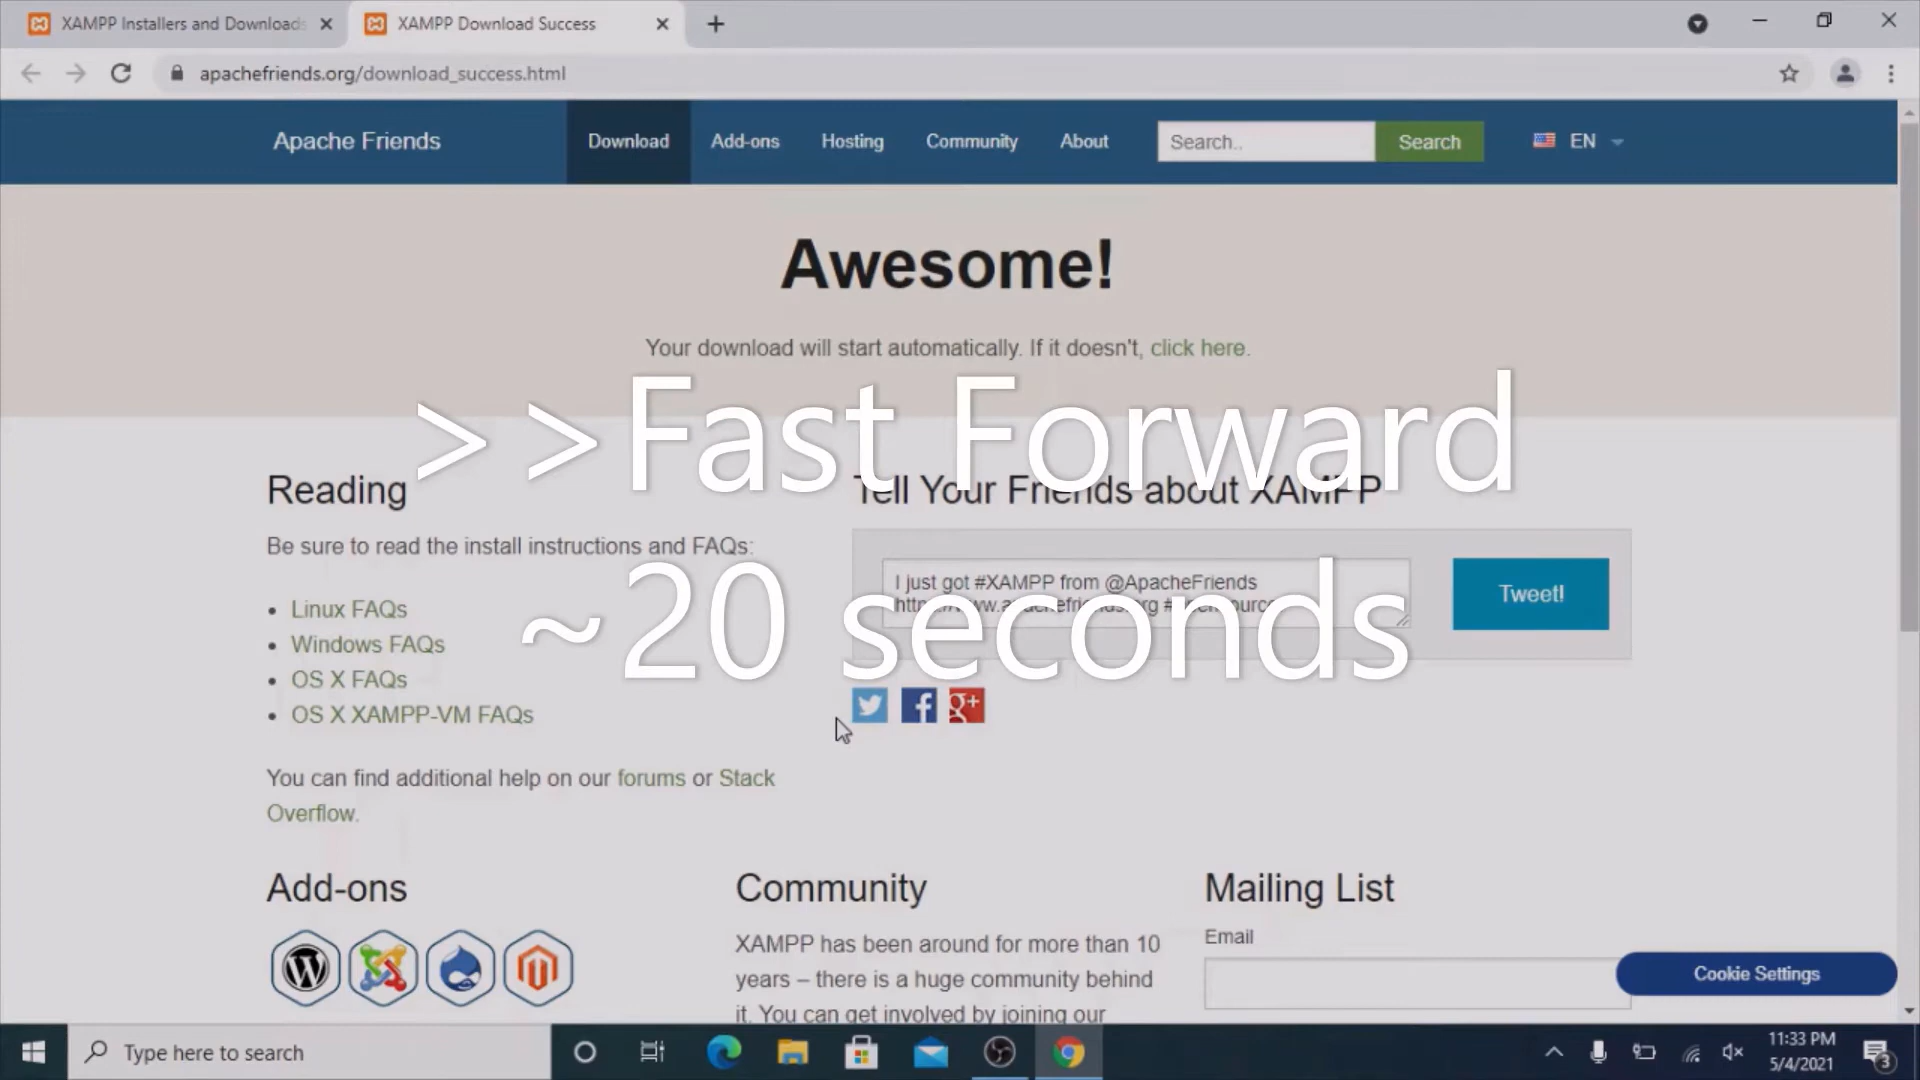 XAMPP Installers and Downloads
XAMPP Download Success
apachefriends.org/download_success.html
Apache Friends
Download
Add-ons
Hosting
Community
About
Search..
Search
EN
Awesome!
Your download will start automatically. If it doesn't, click here.
>>Fast Forward
~20 seconds
Reading
Be sure to read the install instructions and FAQs:
• Linux FAQs
• Windows FAQs
• OS X FAQs
• OS X XAMPP-VM FAQs
You can find additional help on our forums or Stack
Overflow.
Tell Your Friends about XAMPP
I just got #XAMPP from @ApacheFriends
Tweet!
Add-ons
Community
XAMPP has been around for more than 10
years – there is a huge community behind
it. You can get involved by joining our
Mailing List
Email
Cookie Settings
Type here to search
11:33 PM
5/4/2021
3